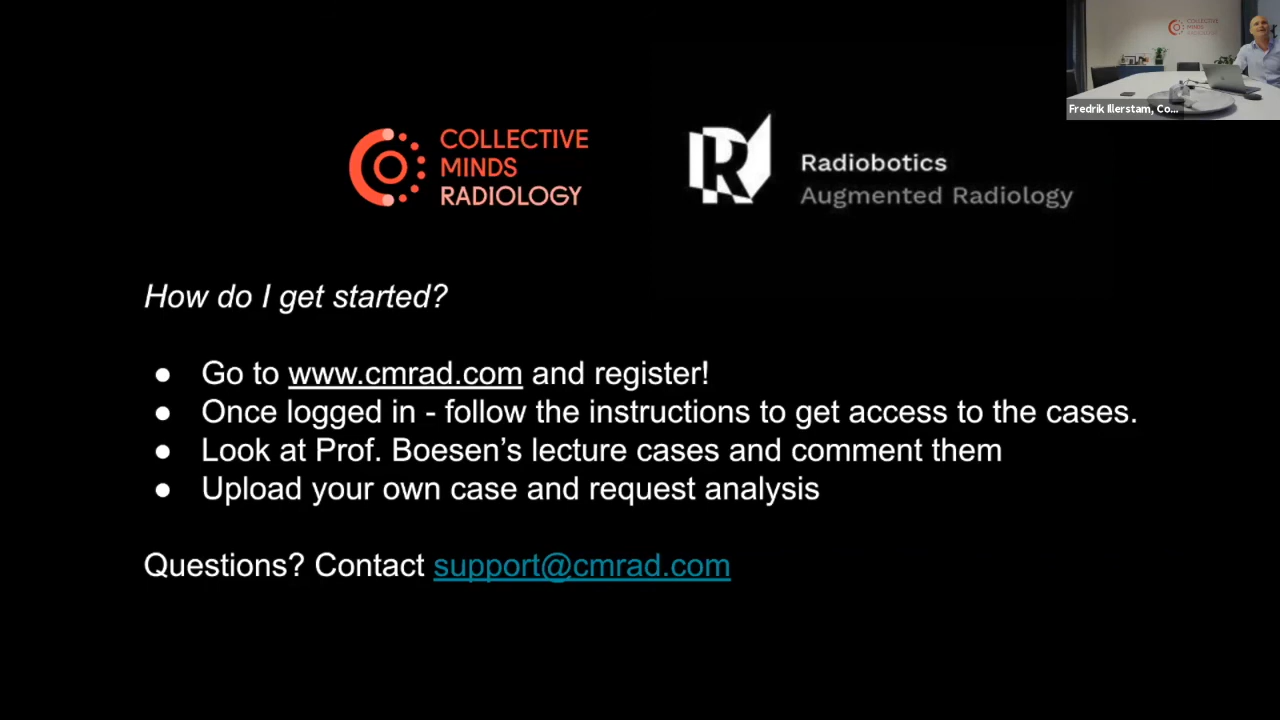 COLLECTIVE
MINDS
RADIOLOGY
Radiobotics
Augmented Radiology
COLLECTIVE
MINDS
Fredrik Illerstam, Co...
How do I get started?
● Go to www.cmrad.com and register!
● Once logged in - follow the instructions to get access to the cases.
● Look at Prof. Boesen's lecture cases and comment them
● Upload your own case and request analysis
Questions? Contact support@cmrad.com